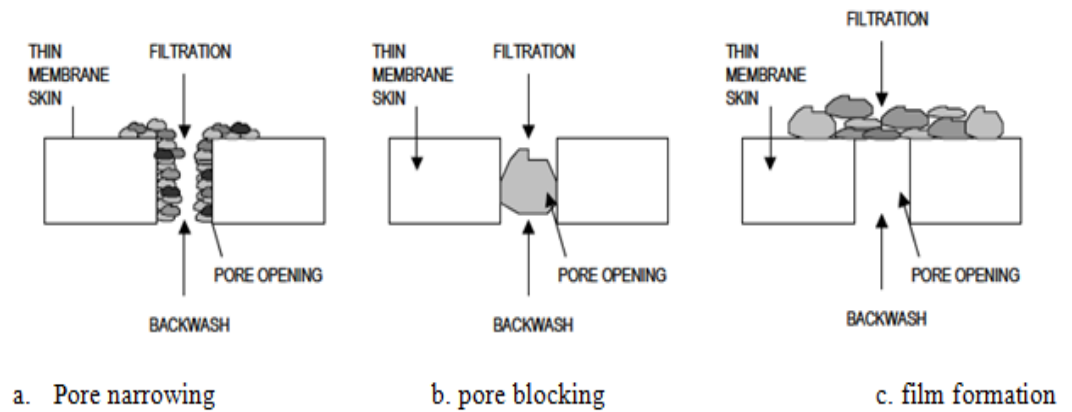 THIN
MEMBRANE
SKIN
FILTRATION
PORE OPENING
BACKWASH
a. Pore narrowing
THIN
MEMBRANE
SKIN
FILTRATION
PORE OPENING
BACKWASH
b. pore blocking
FILTRATION
THIN
MEMBRANE
SKIN
PORE OPENING
BACKWASH
c. film formation